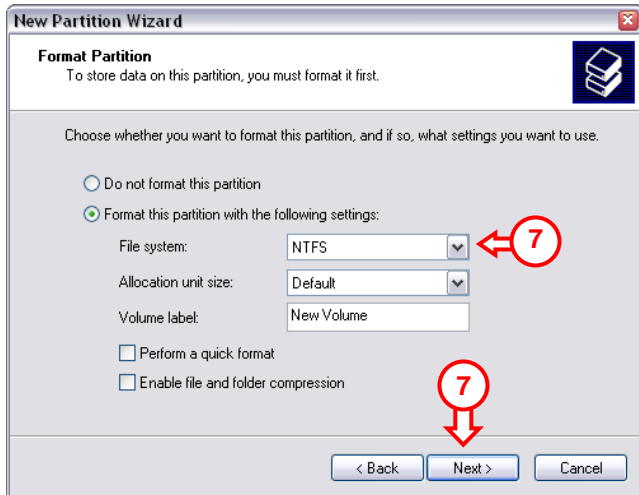 New Partition Wizard
Format Partition
To store data on this partition, you must format it first.
Choose whether you want to format this partition, and if so, what settings you want to use.
Do not format this partition
Format this partition with the following settings:
File system: NTFS 7
Allocation unit size: Default
Volume label: New Volume
Perform a quick format
Enable file and folder compression
7
< Back Next > Cancel